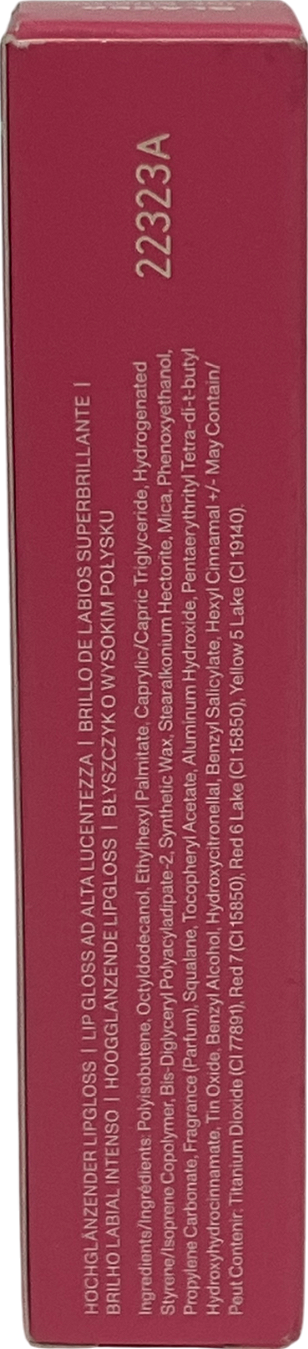 22323A
HOCHGLÄNZENDER LIPGLOSS | LIP GLOSS AD ALTA LUCENTEZZA | BRILLO DE LABIOS SUPERBRILLANTE |
BRILHO LABIAL INTENSO | HOOGGLANZENDE LIPGLOSS | BŁYSZCZYK O WYSOKIM POŁYSKU
Ingredients/Ingrédients: Polyisobutene, Octyldodecanol, Ethylhexyl Palmitate, Caprylic/Capric Triglyceride, Hydrogenated
Styrene/Isoprene Copolymer, Bis-Diglyceryl Polyacyladipate-2, Synthetic Wax, Stearalkonium Hectorite, Mica, Phenoxyethanol,
Propylene Carbonate, Fragrance (Parfum), Squalane, Tocopheryl Acetate, Aluminum Hydroxide, Pentaerythrityl Tetra-di-t-butyl
Hydroxyhydrocinnamate, Tin Oxide, Benzyl Alcohol, Hydroxycitronellal, Benzyl Salicylate, Hexyl Cinnamal +/- May Contain/
Peut Contenir: Titanium Dioxide (CI 77891), Red 7 (CI 15850), Red 6 Lake (CI 15850), Yellow 5 Lake (CI 19140).